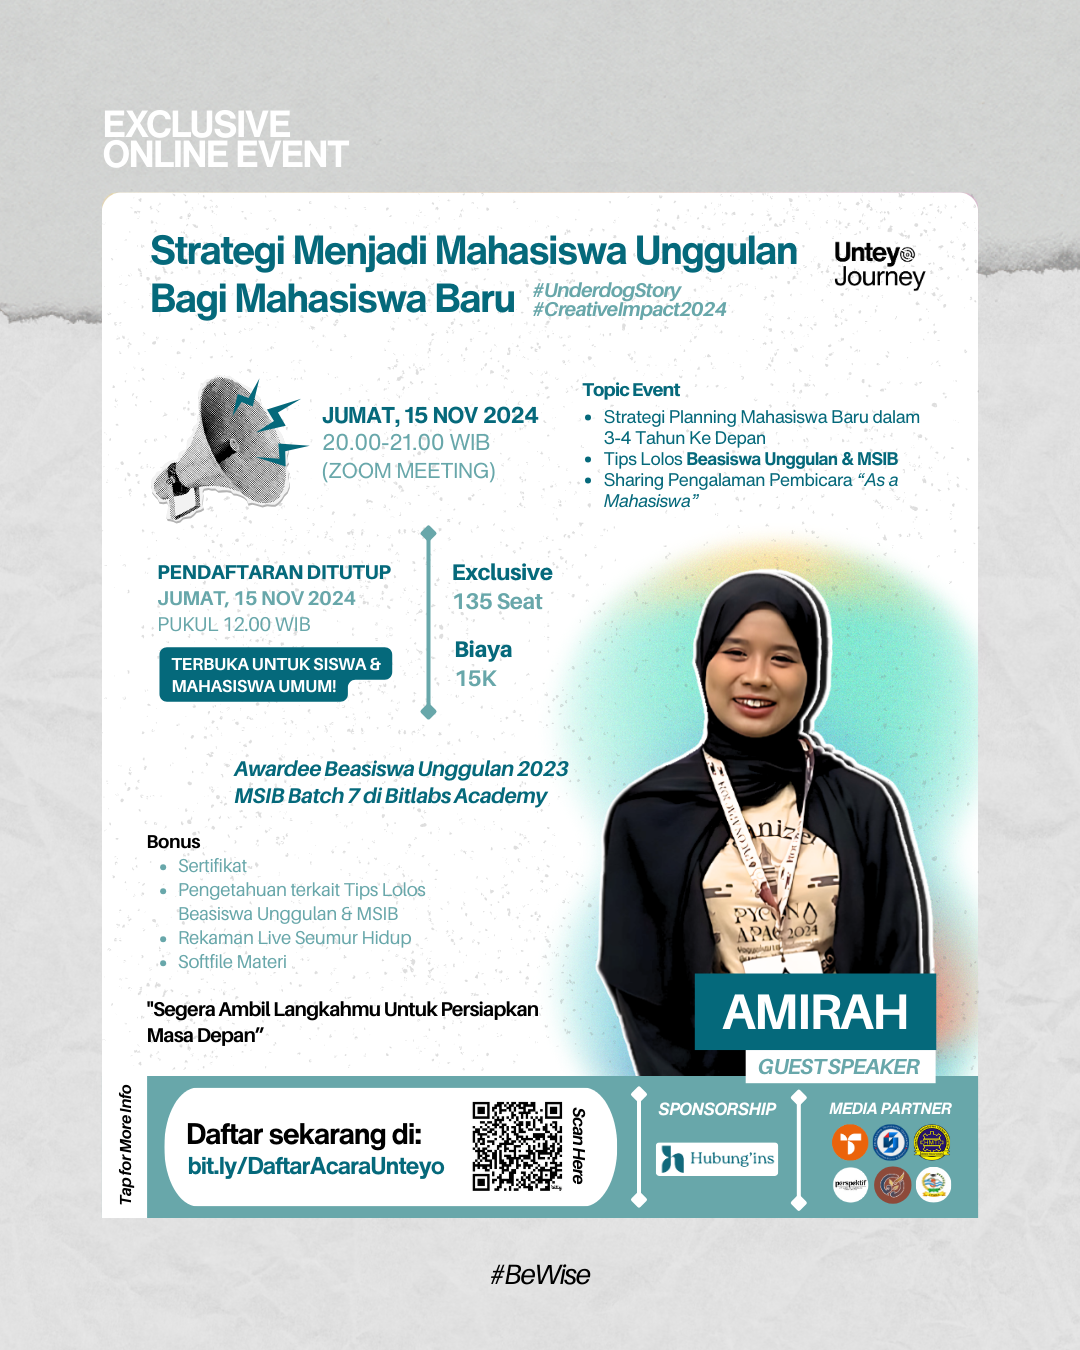 EXCLUSIVE
ONLINE EVENT
Strategi Menjadi Mahasiswa Unggulan
Bagi Mahasiswa Baru
#UnderdogStory
#CreativeImpact2024
Unteyo
Journey
JUMAT, 15 NOV 2024
20.00-21.00 WIB
(ZOOM MEETING)
Topic Event
Strategi Planning Mahasiswa Baru dalam
3-4 Tahun Ke Depan
Tips Lolos Beasiswa Unggulan & MSIB
Sharing Pengalaman Pembicara “As a
Mahasiswa”
PENDAFTARAN DITUTUP
JUMAT, 15 NOV 2024
PUKUL 12.00 WIB
TERBUKA UNTUK SISWA &
MAHASISWA UMUM!
Exclusive
135 Seat
Biaya
15K
Awardee Beasiswa Unggulan 2023
MSIB Batch 7 di Bitlabs Academy
Bonus
Sertifikat
Pengetahuan terkait Tips Lolos
Beasiswa Unggulan & MSIB
Rekaman Live Seumur Hidup
Softfile Materi
"Segera Ambil Langkahmu Untuk Persiapkan
Masa Depan”
PYCON
APAC 2024
AMIRAH
GUEST SPEAKER
Tap for More Info
Daftar sekarang di:
bit.ly/DaftarAcaraUnteyo
Scan Here
SPONSORSHIP
Hubung'ins
MEDIA PARTNER
perspektif
#BeWise